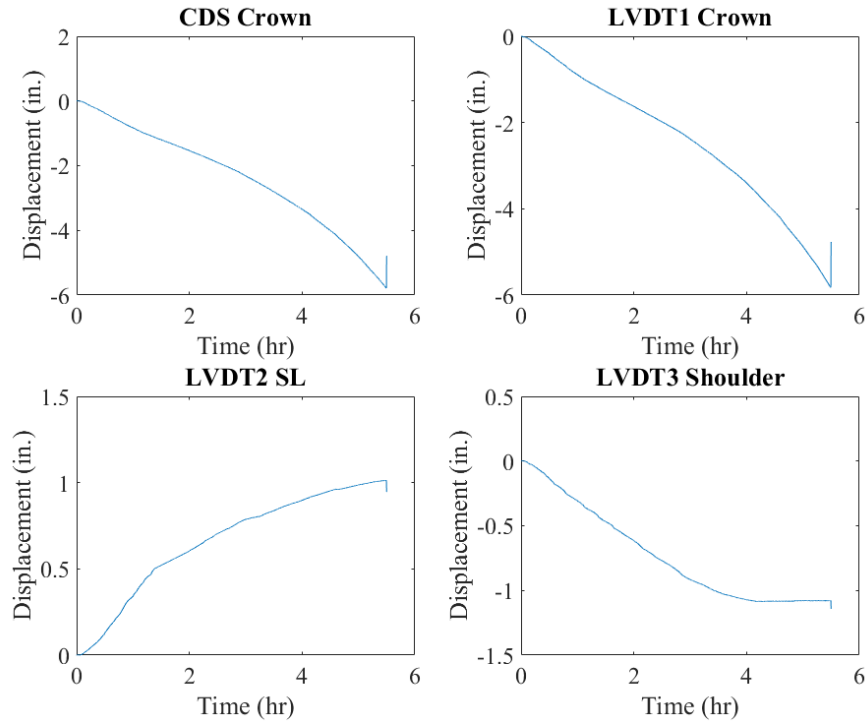 CDS Crown
2
0
-2
-4
-6
Displacement (in.)
0 2 4 6
Time (hr)
LVDT1 Crown
0
-2
-4
-6
Displacement (in.)
0 2 4 6
Time (hr)
LVDT2 SL
1.5
1
0.5
0
Displacement (in.)
0 2 4 6
Time (hr)
LVDT3 Shoulder
0.5
0
-0.5
-1
-1.5
Displacement (in.)
0 2 4 6
Time (hr)